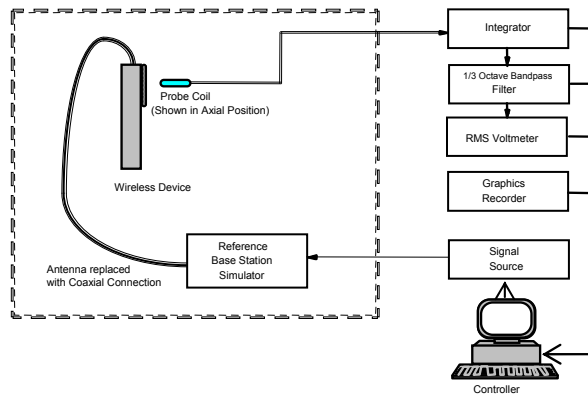 Integrator
1/3 Octave Bandpass
Filter
RMS Voltmeter
Graphics
Recorder
Signal
Source
Controller
Probe Coil
(Shown in Axial Position)
Wireless Device
Reference
Base Station
Simulator
Antenna replaced
with Coaxial Connection